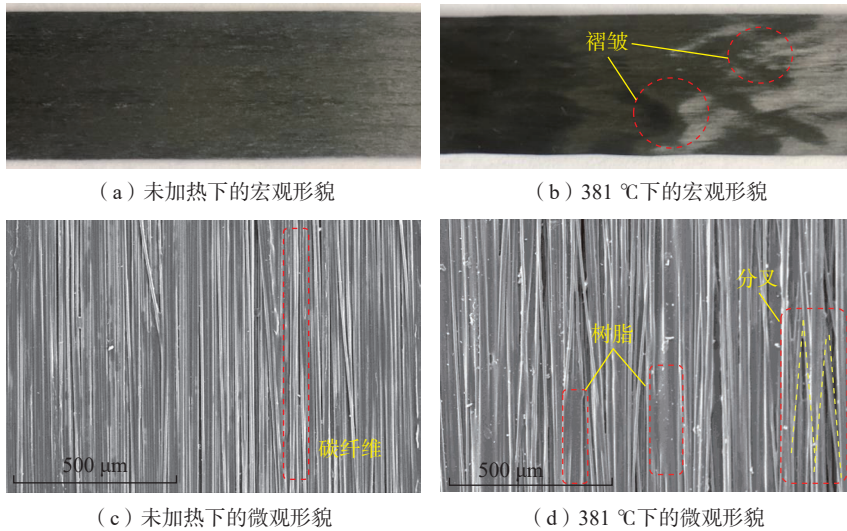 褶皱
（a）未加热下的宏观形貌
（b）381 ℃下的宏观形貌
分叉
树脂
碳纤维
500 μm
500 μm
（c）未加热下的微观形貌
（d）381 ℃下的微观形貌